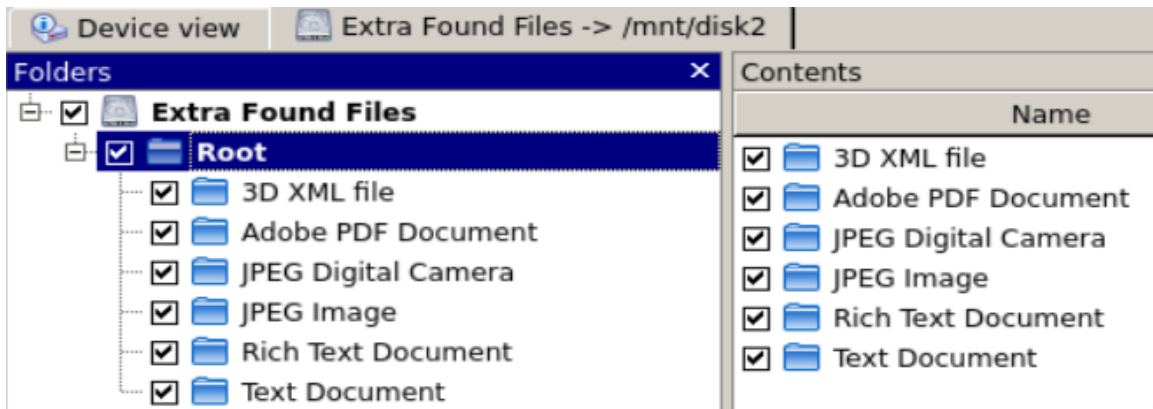 Device view
Extra Found Files -> /mnt/disk2
Folders
Extra Found Files
Root
3D XML file
Adobe PDF Document
JPEG Digital Camera
JPEG Image
Rich Text Document
Text Document
Contents
Name
3D XML file
Adobe PDF Document
JPEG Digital Camera
JPEG Image
Rich Text Document
Text Document